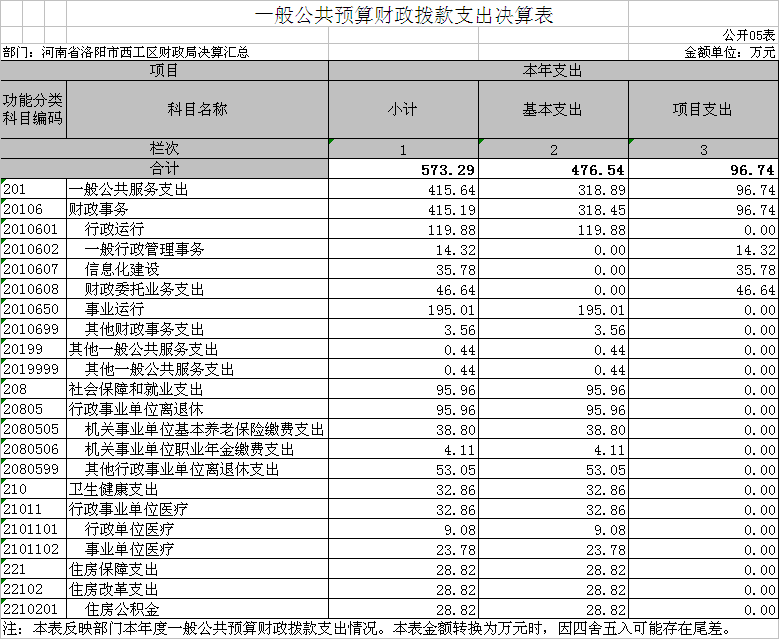 一般公共预算财政拨款支出决算表
公开05表
部门：河南省洛阳市西工区财政局决算汇总 金额单位：万元
项目 本年支出
功能分类科目编码 科目名称 小计 基本支出 项目支出
栏次 1 2 3
合计 573.29 476.54 96.74
201 一般公共服务支出 415.64 318.89 96.74
20106 财政事务 415.19 318.45 96.74
2010601 行政运行 119.88 119.88 0.00
2010602 一般行政管理事务 14.32 0.00 14.32
2010607 信息化建设 35.78 0.00 35.78
2010608 财政委托业务支出 46.64 0.00 46.64
2010650 事业运行 195.01 195.01 0.00
2010699 其他财政事务支出 3.56 3.56 0.00
20199 其他一般公共服务支出 0.44 0.44 0.00
2019999 其他一般公共服务支出 0.44 0.44 0.00
208 社会保障和就业支出 95.96 95.96 0.00
20805 行政事业单位离退休 95.96 95.96 0.00
2080505 机关事业单位基本养老保险缴费支出 38.80 38.80 0.00
2080506 机关事业单位职业年金缴费支出 4.11 4.11 0.00
2080599 其他行政事业单位离退休支出 53.05 53.05 0.00
210 卫生健康支出 32.86 32.86 0.00
21011 行政事业单位医疗 32.86 32.86 0.00
2101101 行政单位医疗 9.08 9.08 0.00
2101102 事业单位医疗 23.78 23.78 0.00
221 住房保障支出 28.82 28.82 0.00
22102 住房改革支出 28.82 28.82 0.00
2210201 住房公积金 28.82 28.82 0.00
注：本表反映部门本年度一般公共预算财政拨款支出情况。本表金额转换为万元时，因四舍五入可能存在尾差。